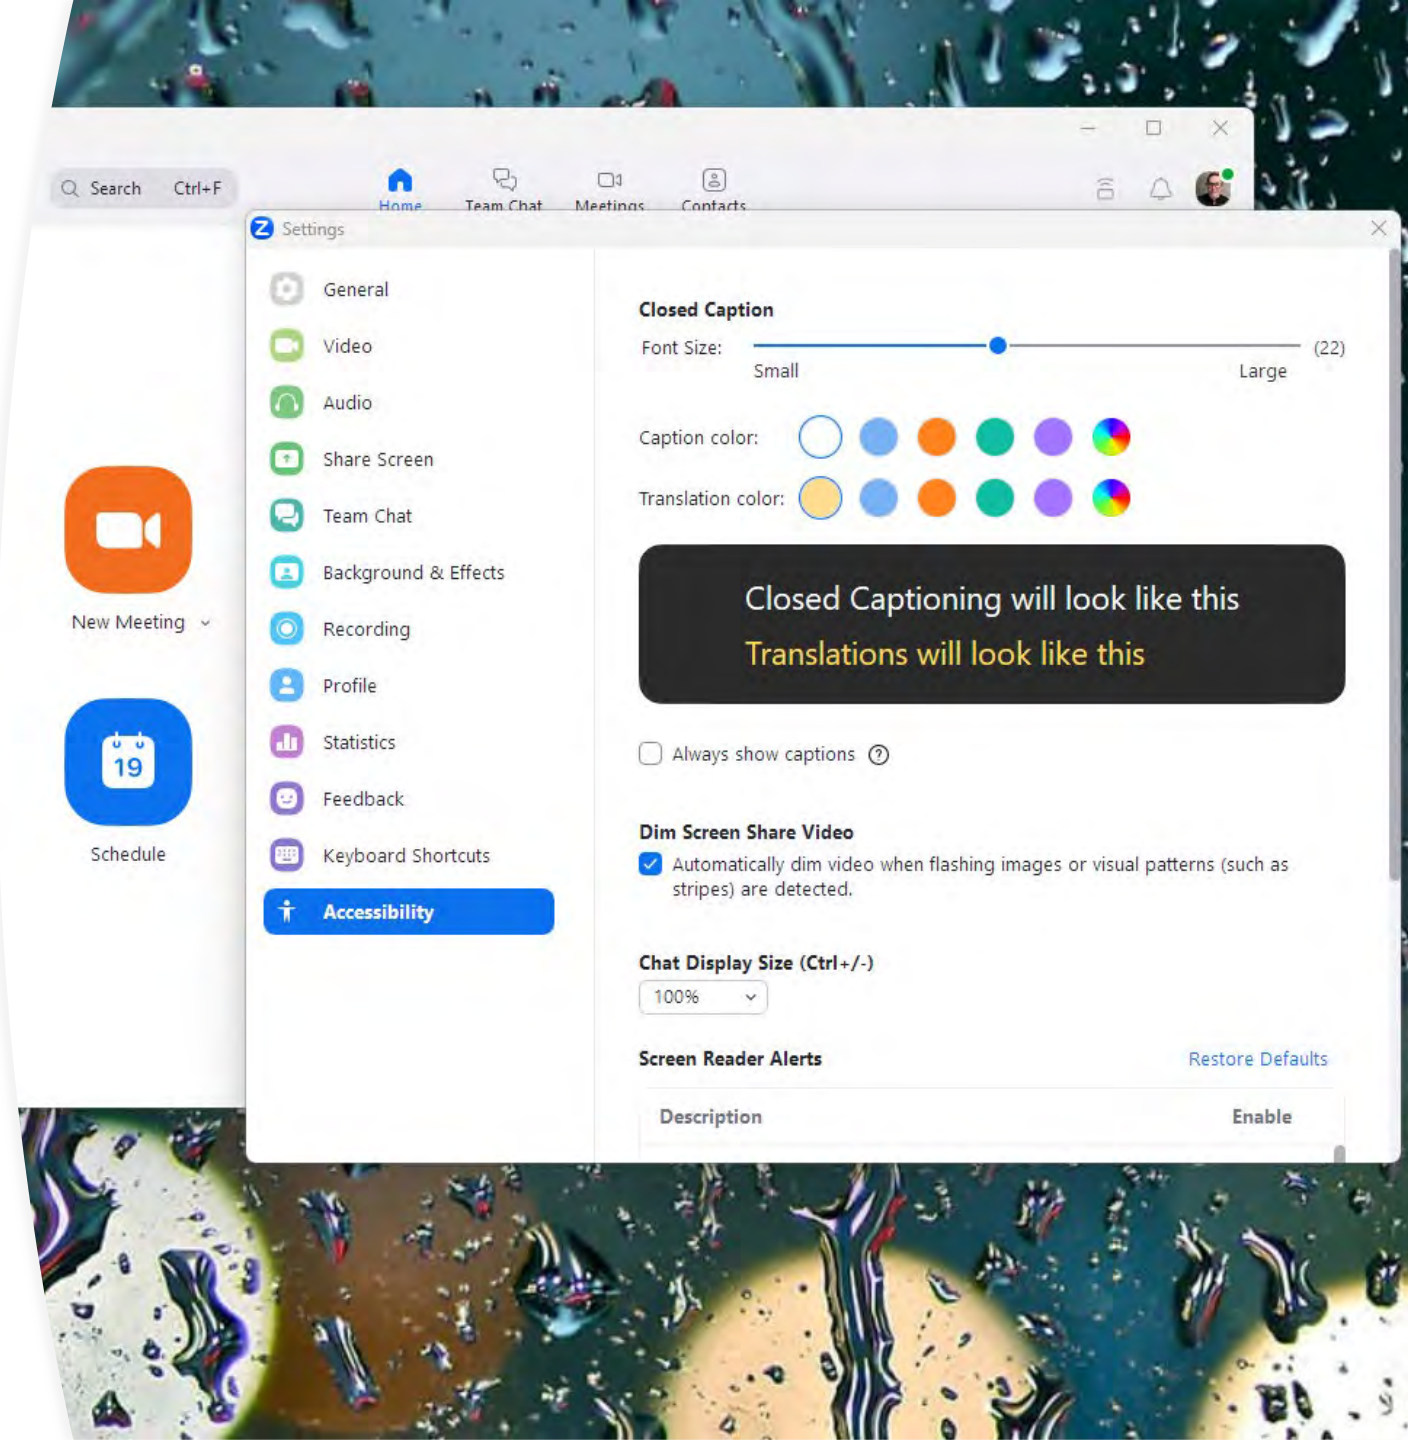 Search Ctrl+F
Home Team Chat Meetings Contacts
Z Settings
General
Video
Audio
Share Screen
Team Chat
Background & Effects
Recording
Profile
Statistics
Feedback
Keyboard Shortcuts
Accessibility
New Meeting
19
Schedule
Closed Caption
Font Size: (22)
Small Large
Caption color:
Translation color:
Closed Captioning will look like this
Translations will look like this
Always show captions ?
Dim Screen Share Video
Automatically dim video when flashing images or visual patterns (such as
stripes) are detected.
Chat Display Size (Ctrl+/-)
100%
Screen Reader Alerts Restore Defaults
Description Enable